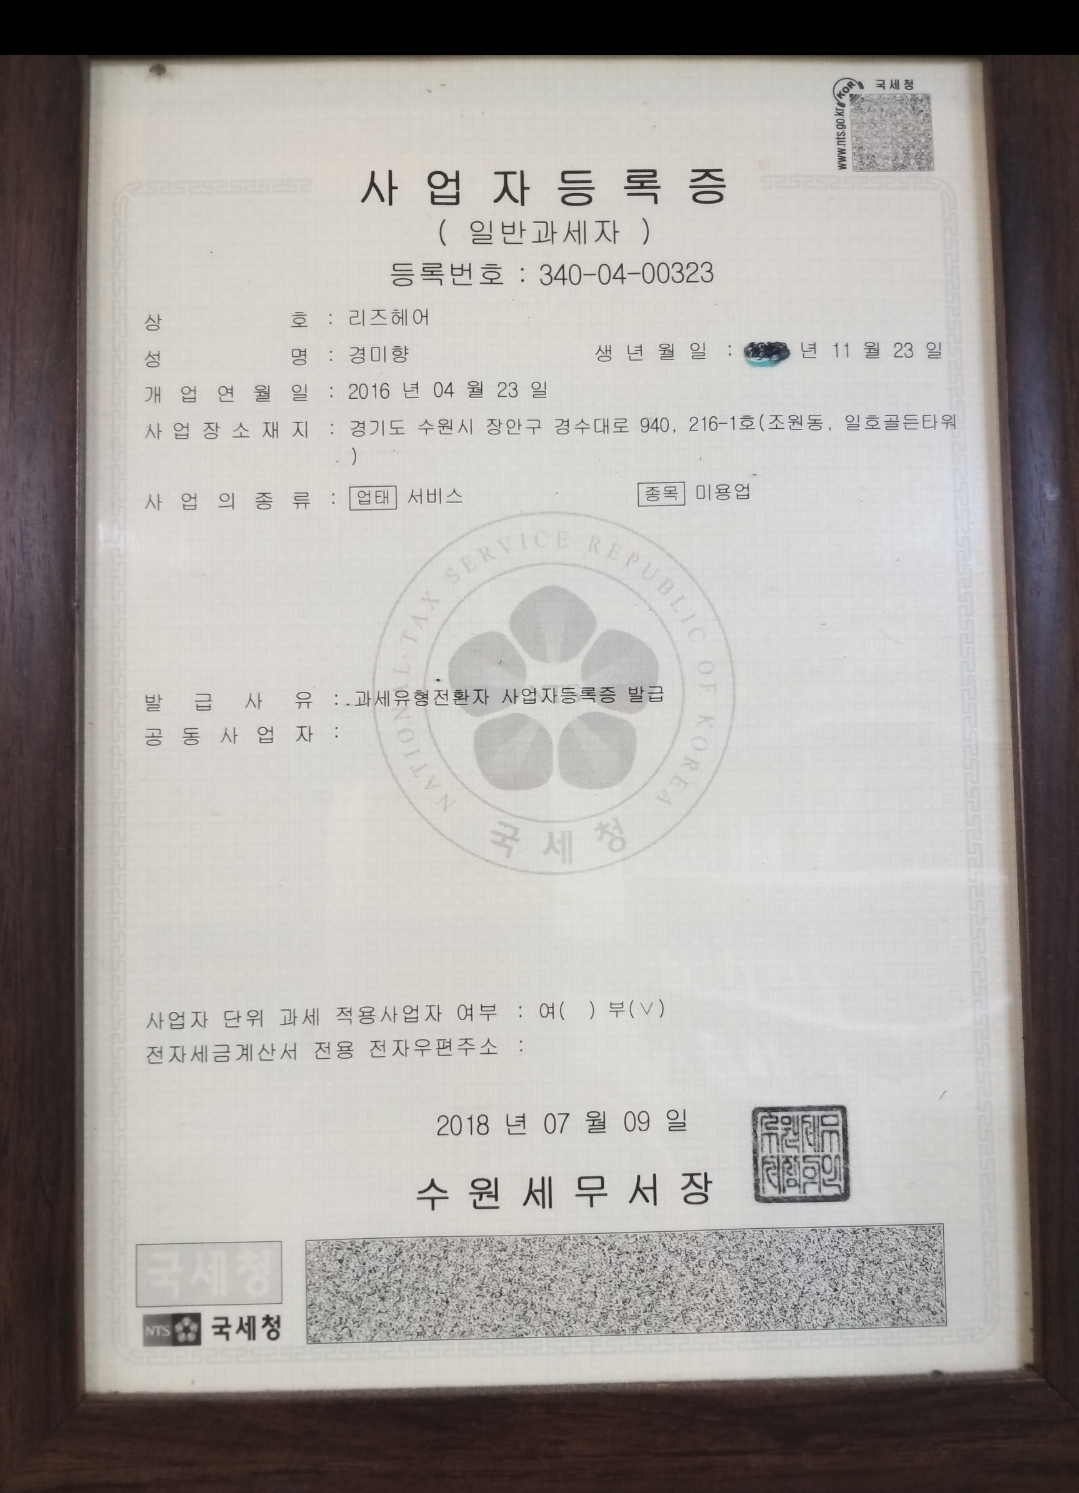 국세청
KOR
www.nts.go.kr
사업자등록증
( 일반과세자 )
등록번호 : 340-04-00323
상 호 : 리즈헤어
성 명 : 경미향 생 년 월 일 : 년 11 월 23 일
개 업 연 월 일 : 2016 년 04 월 23 일
사 업 장 소 재 지 : 경기도 수원시 장안구 경수대로 940, 216-1호(조원동, 일호골든타워
)
사 업 의 종 류 : 업태 서비스 종목 미용업
NATIONAL TAX SERVICE REPUBLIC OF KOREA
발 급 사 유 : 과세유형전환자 사업자등록증 발급
공 동 사 업 자 :
국세청
사업자 단위 과세 적용사업자 여부 : 여( ) 부(∨)
전자세금계산서 전용 전자우편주소 :
2018 년 07 월 09 일
수원세무서장
국세청
NTS 국세청